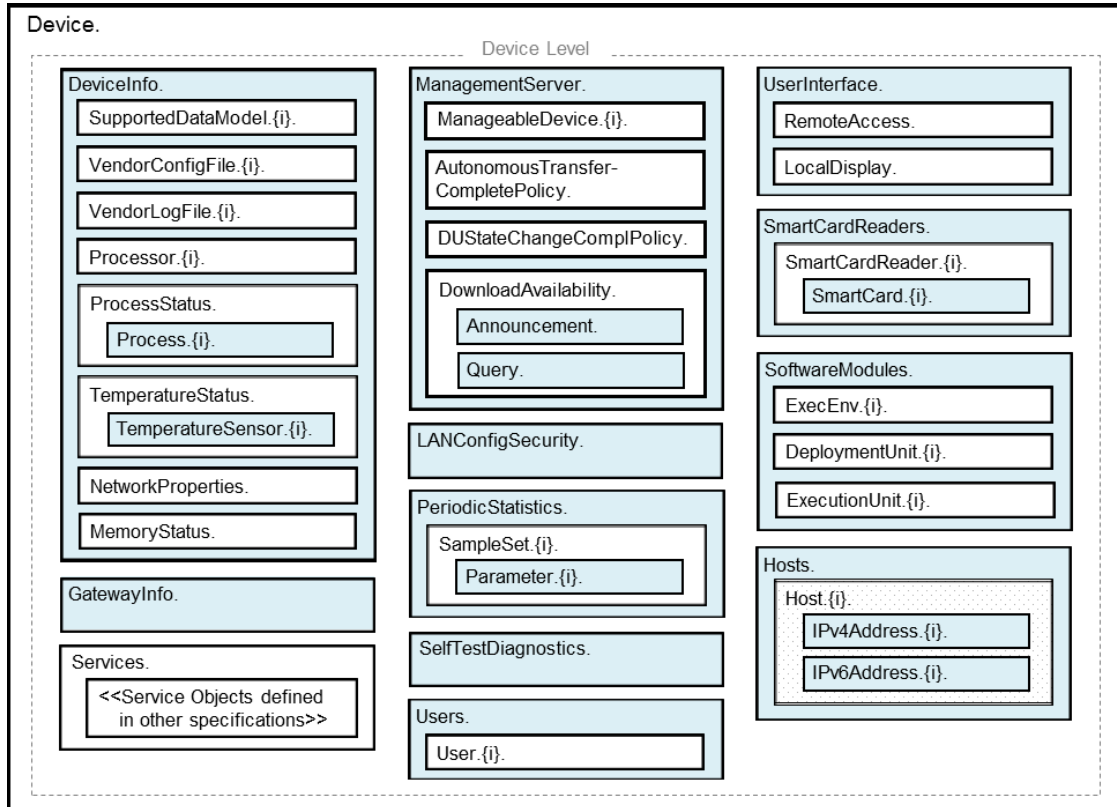 Device.
Device Level
DeviceInfo.
SupportedDataModel.{i}.
VendorConfigFile.{i}.
VendorLogFile.{i}.
Processor.{i}.
ProcessStatus.
Process.{i}.
TemperatureStatus.
TemperatureSensor.{i}.
NetworkProperties.
MemoryStatus.
GatewayInfo.
Services.
<<Service Objects defined
in other specifications>>
ManagementServer.
ManageableDevice.{i}.
AutonomousTransfer-
CompletePolicy.
DUStateChangeComplPolicy.
DownloadAvailability.
Announcement.
Query.
LANConfigSecurity.
PeriodicStatistics.
SampleSet.{i}.
Parameter.{i}.
SelfTestDiagnostics.
Users.
User.{i}.
UserInterface.
RemoteAccess.
LocalDisplay.
SmartCardReaders.
SmartCardReader.{i}.
SmartCard.{i}.
SoftwareModules.
ExecEnv.{i}.
DeploymentUnit.{i}.
ExecutionUnit.{i}.
Hosts.
Host.{i}.
IPv4Address.{i}.
IPv6Address.{i}.